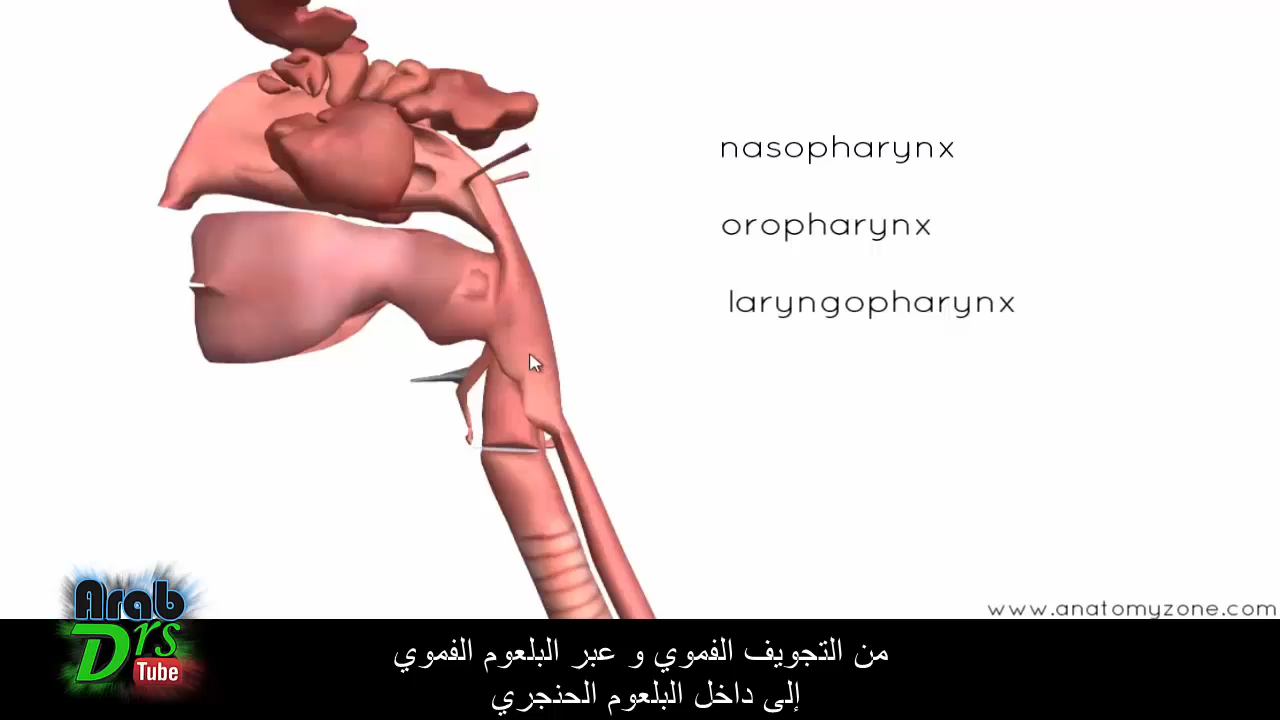 nasopharynx
oropharynx
laryngopharynx
www.anatomyzone.com
Arab
Drs
Tube
من التجويف الفموي و عبر البلعوم الفموي
إلى داخل البلعوم الحنجري